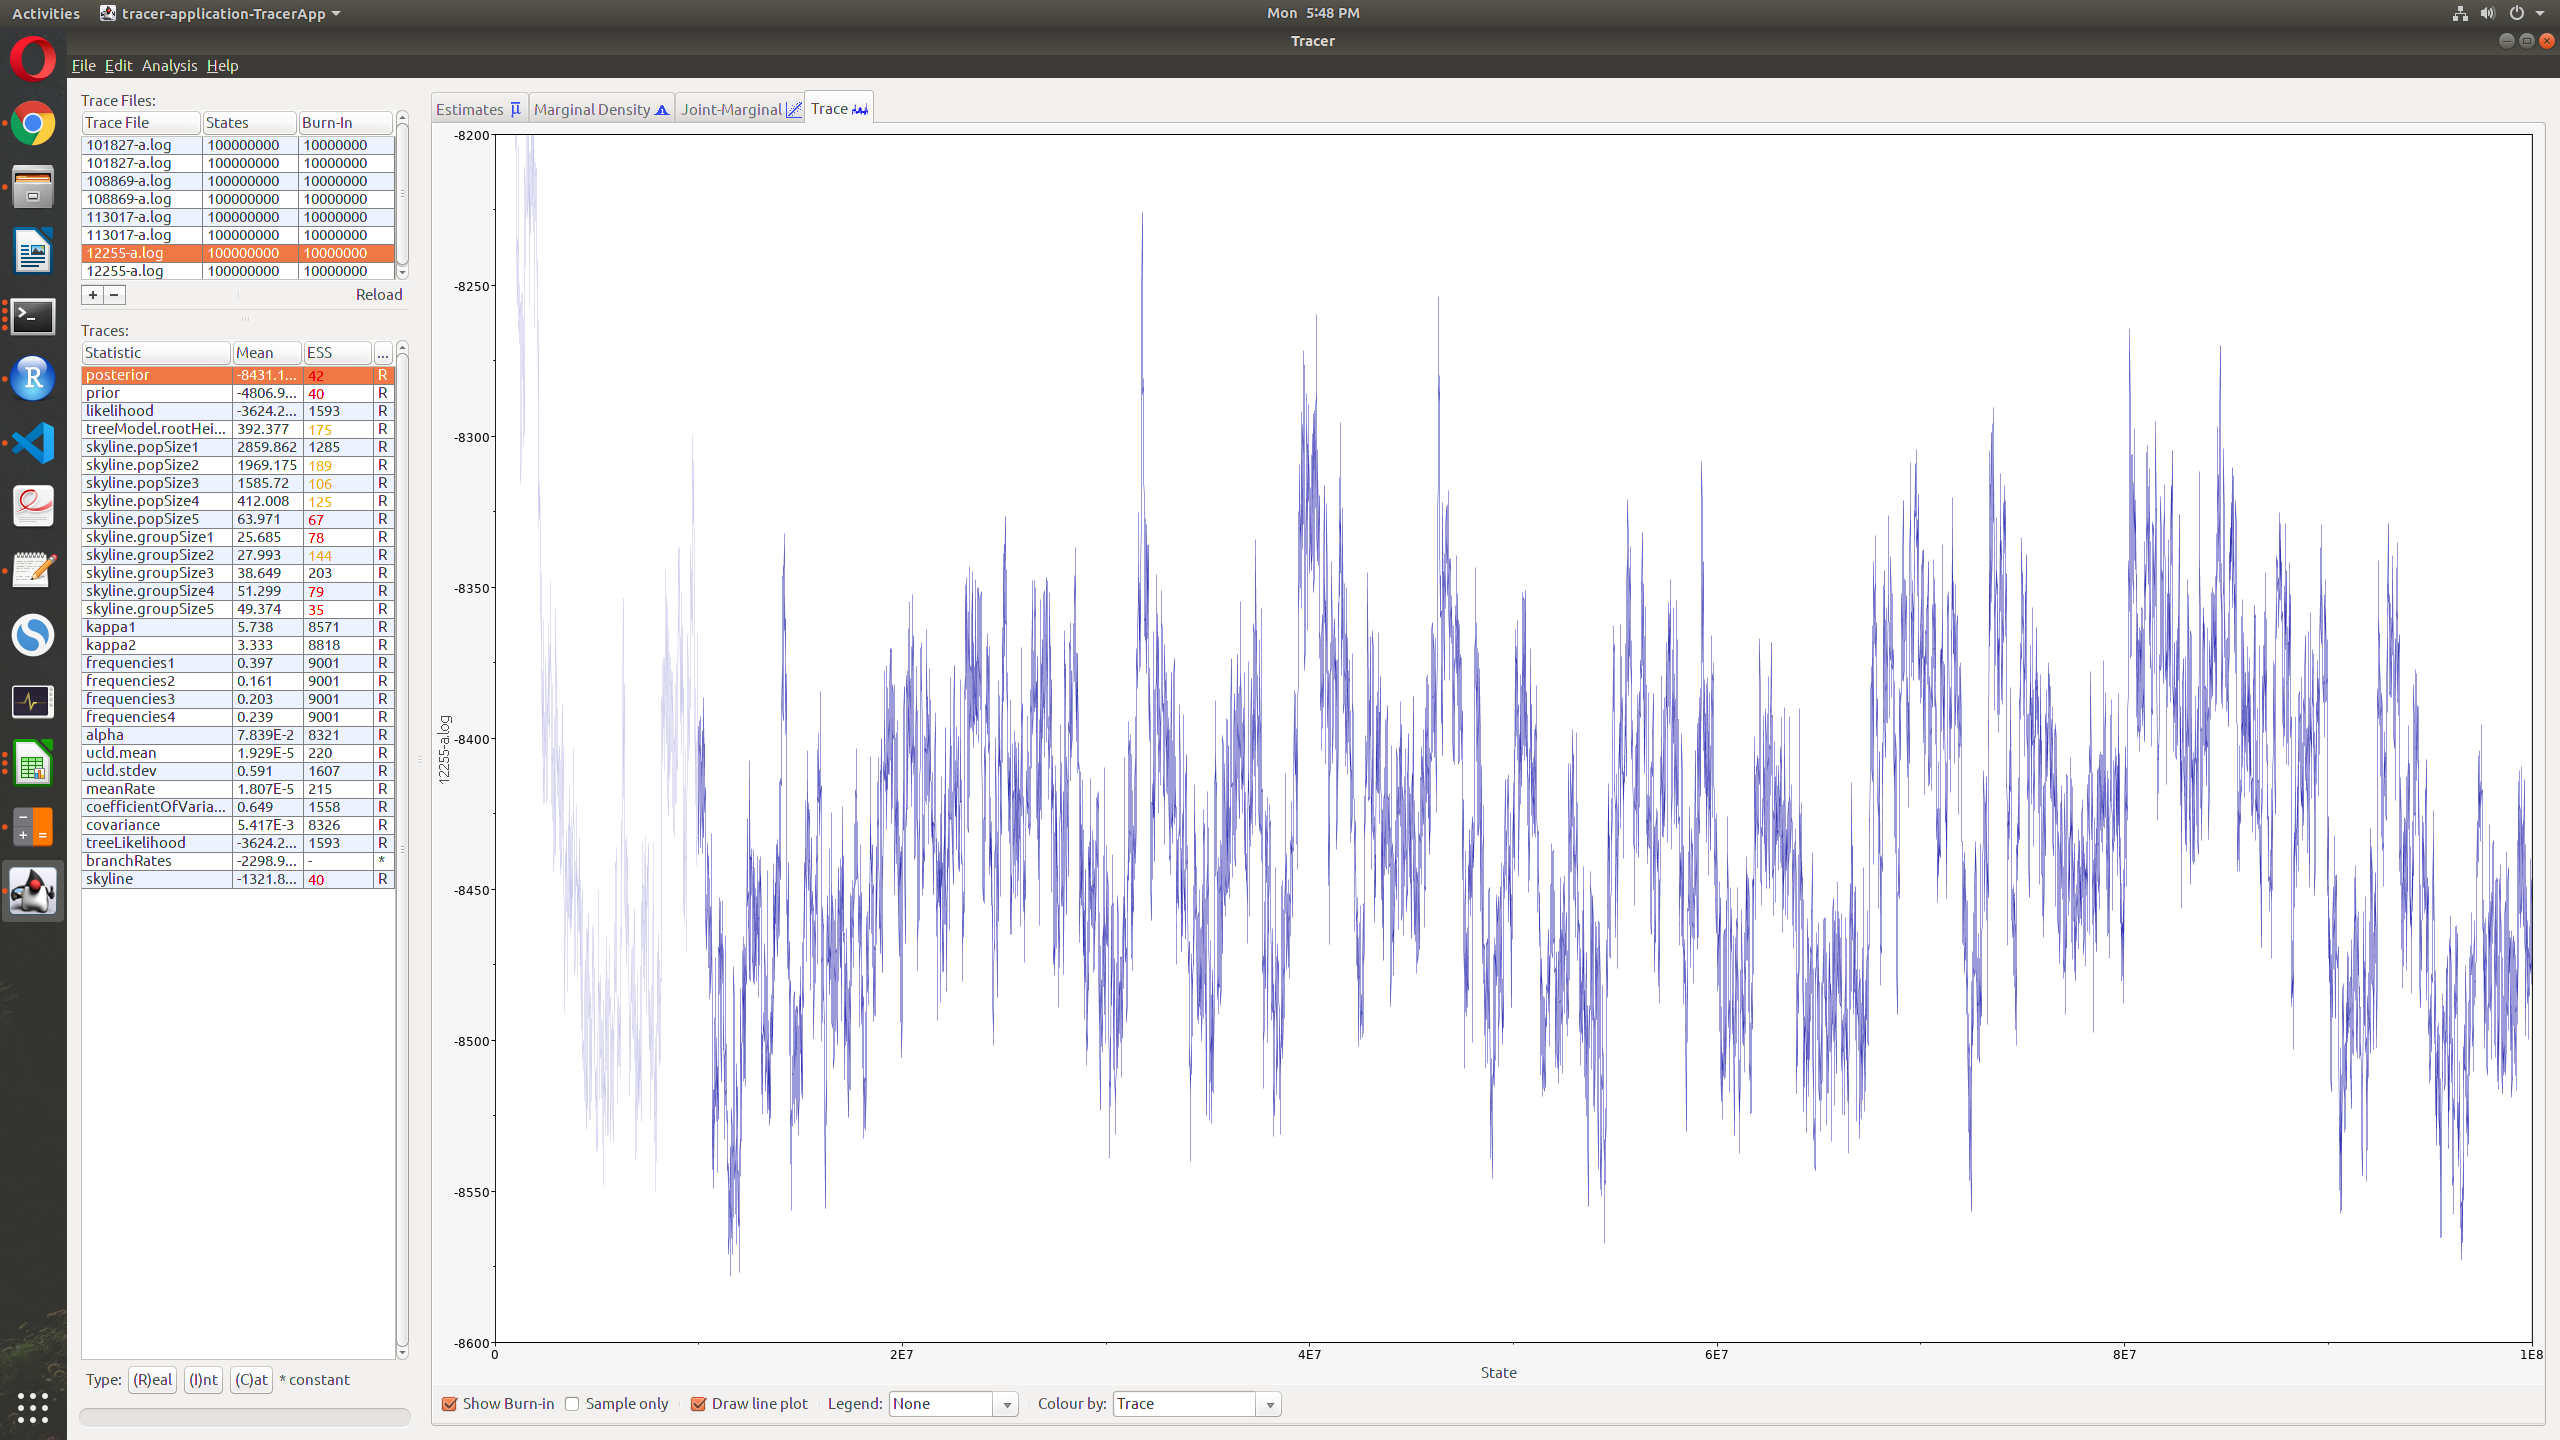 Activities tracer-application-TracerApp Mon 5:48 PM
Tracer
File Edit Analysis Help
Trace Files:
Trace File States Burn-In
101827-a.log 100000000 10000000
101827-a.log 100000000 10000000
108869-a.log 100000000 10000000
108869-a.log 100000000 10000000
113017-a.log 100000000 10000000
113017-a.log 100000000 10000000
12255-a.log 100000000 10000000
12255-a.log 100000000 10000000
+ − Reload
Traces:
Statistic Mean ESS ...
posterior -8431.1... 42 R
prior -4806.9... 40 R
likelihood -3624.2... 1593 R
treeModel.rootHei... 392.377 175 R
skyline.popSize1 2859.862 1285 R
skyline.popSize2 1969.175 189 R
skyline.popSize3 1585.72 106 R
skyline.popSize4 412.008 125 R
skyline.popSize5 63.971 67 R
skyline.groupSize1 25.685 78 R
skyline.groupSize2 27.993 144 R
skyline.groupSize3 38.649 203 R
skyline.groupSize4 51.299 79 R
skyline.groupSize5 49.374 35 R
kappa1 5.738 8571 R
kappa2 3.333 8818 R
frequencies1 0.397 9001 R
frequencies2 0.161 9001 R
frequencies3 0.203 9001 R
frequencies4 0.239 9001 R
alpha 7.839E-2 8321 R
ucld.mean 1.929E-5 220 R
ucld.stdev 0.591 1607 R
meanRate 1.807E-5 215 R
coefficientOfVaria... 0.649 1558 R
covariance 5.417E-3 8326 R
treeLikelihood -3624.2... 1593 R
branchRates -2298.9... - *
skyline -1321.8... 40 R
Type: (R)eal (I)nt (C)at * constant
Estimates Marginal Density Joint-Marginal Trace
-8200
-8250
-8300
-8350
-8400
-8450
-8500
-8550
-8600
12255-a.log
0 2E7 4E7 6E7 8E7 1E8
State
Show Burn-in Sample only Draw line plot Legend: None Colour by: Trace